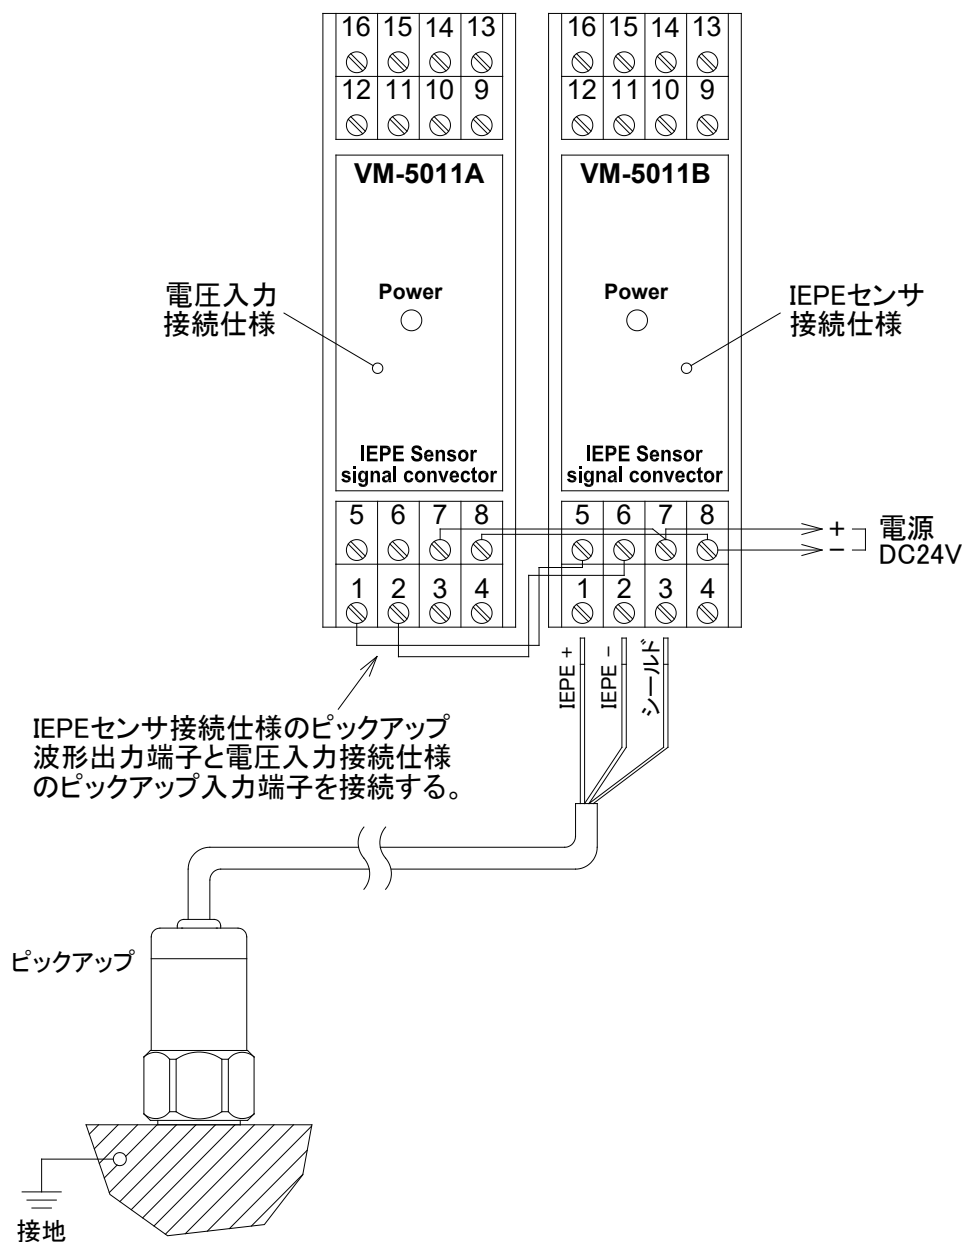 16 15 14 13
12 11 10 9
VM-5011A
Power
IEPE Sensor
signal convector
5 6 7 8
1 2 3 4
16 15 14 13
12 11 10 9
VM-5011B
Power
IEPE Sensor
signal convector
5 6 7 8
1 2 3 4
電圧入力
接続仕様
IEPEセンサ
接続仕様
+
−
電源
DC24V
IEPE +
IEPE -
シールド
IEPEセンサ接続仕様のピックアップ
波形出力端子と電圧入力接続仕様
のピックアップ入力端子を接続する。
ピックアップ
接地